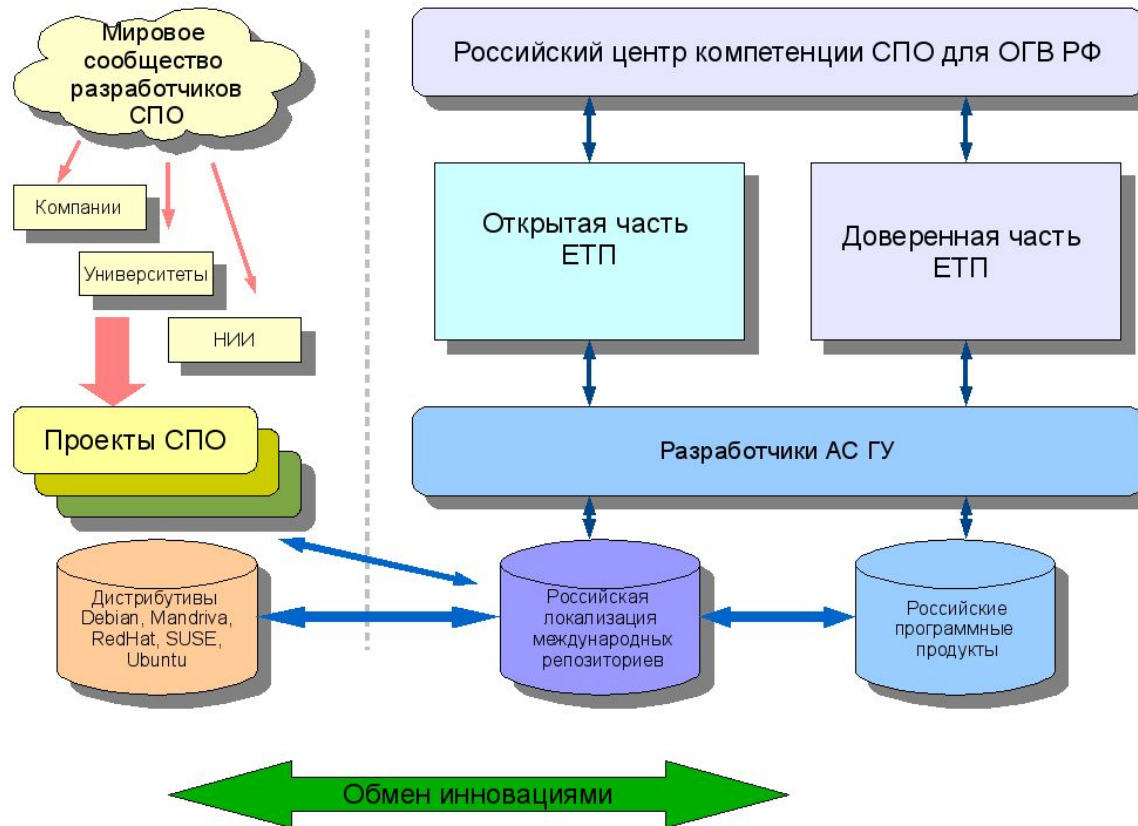 Мировое
сообщество
разработчиков
СПО
Компании
Университеты
НИИ
Проекты СПО
Дистрибутивы
Debian, Mandriva,
RedHat, SUSE,
Ubuntu
Российский центр компетенции СПО для ОГВ РФ
Открытая часть
ЕТП
Доверенная часть
ЕТП
Разработчики АС ГУ
Российская
локализация
международных
репозиториев
Российские
программные
продукты
Обмен инновациями